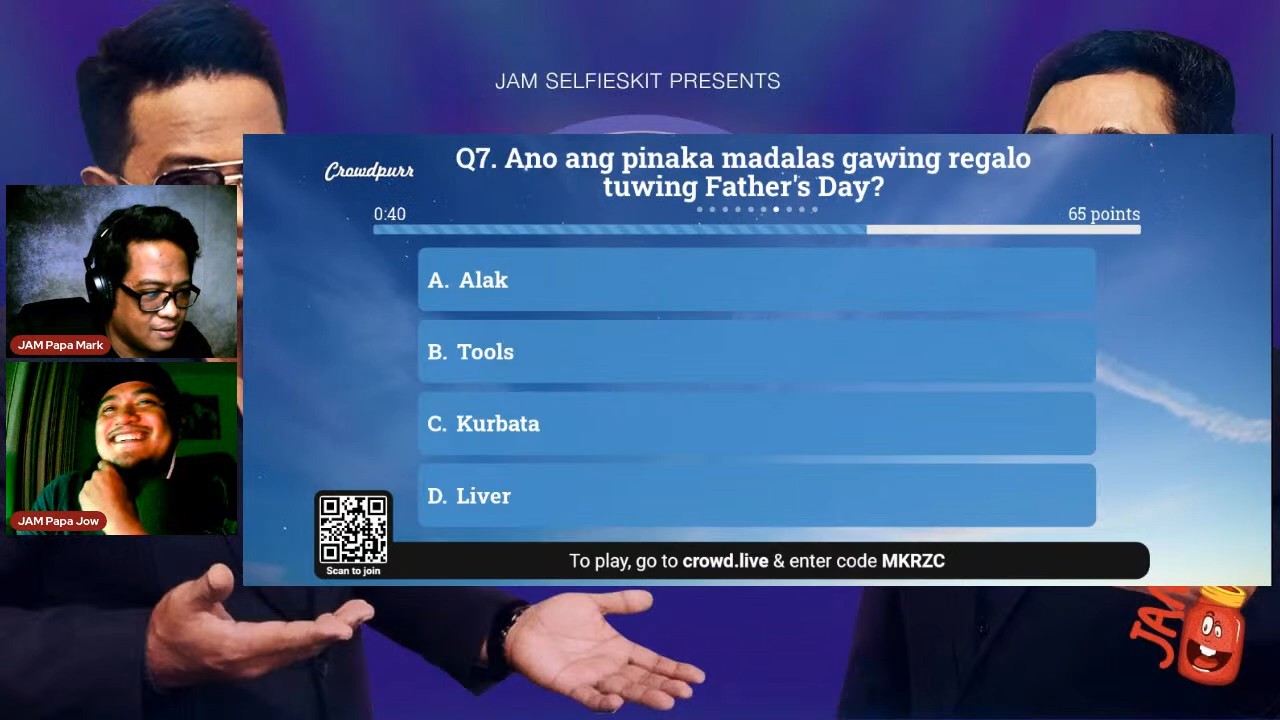 JAM SELFIESKIT PRESENTS
Crowdpurr
Q7. Ano ang pinaka madalas gawing regalo
tuwing Father's Day?
0:40
65 points
A. Alak
B. Tools
C. Kurbata
D. Liver
JAM Papa Mark
JAM Papa Jow
Scan to join
To play, go to crowd.live & enter code MKRZC
JAM